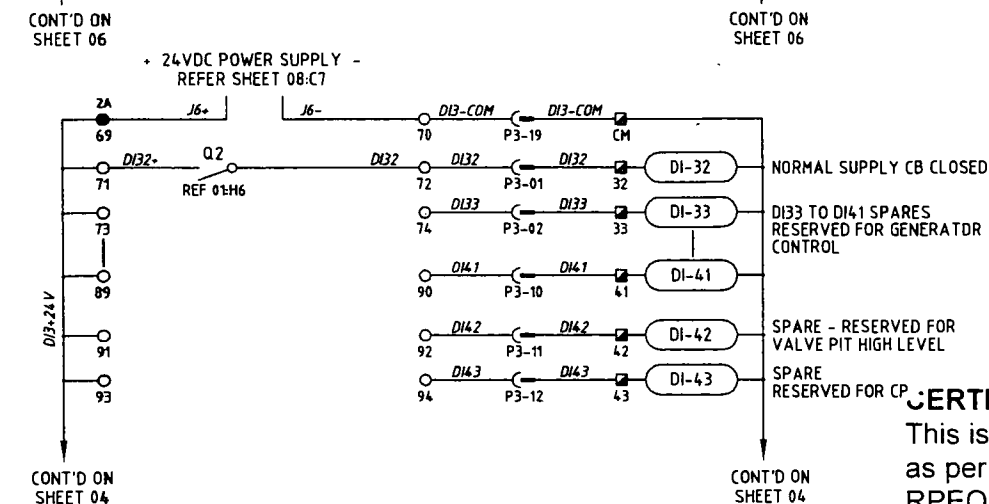 CONT'D ON
SHEET 06
CONT'D ON
SHEET 06
+ 24VDC POWER SUPPLY -
REFER SHEET 08:C7
2A
J6+
J6-
DI3-COM
DI3-COM
69
70
P3-19
CM
DI32+
Q2
DI32
DI32
DI32
DI-32
NORMAL SUPPLY CB CLOSED
71
REF 01:H6
72
P3-01
32
DI33
DI33
DI-33
DI33 TO DI41 SPARES
RESERVED FOR GENERATOR
CONTROL
73
74
P3-02
33
DI41
DI41
DI-41
89
90
P3-10
41
DI3+24V
DI42
DI42
DI-42
SPARE - RESERVED FOR
VALVE PIT HIGH LEVEL
91
92
P3-11
42
DI43
DI43
DI-43
SPARE
RESERVED FOR CP
93
94
P3-12
43
CONT'D ON
SHEET 04
CONT'D ON
SHEET 04
This is
as per